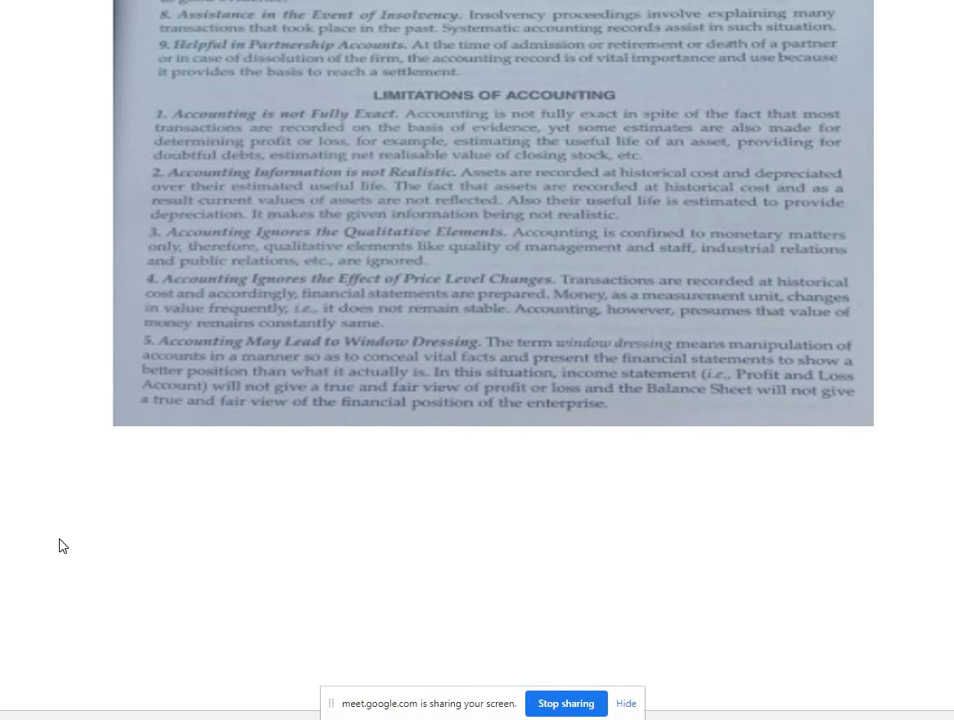 8. Assistance in the Event of Insolvency. Insolvency proceedings involve explaining many
transactions that took place in the past. Systematic accounting records assist in such situation.
9. Helpful in Partnership Accounts. At the time of admission or retirement or death of a partner
or in case of dissolution of the firm, the accounting record is of vital importance and use because
it provides the basis to reach a settlement.
LIMITATIONS OF ACCOUNTING
1. Accounting is not Fully Exact. Accounting is not fully exact in spite of the fact that most
transactions are recorded on the basis of evidence, yet some estimates are also made for
determining profit or loss, for example, estimating the useful life of an asset, providing for
doubtful debts, estimating net realisable value of closing stock, etc.
2. Accounting Information is not Realistic. Assets are recorded at historical cost and depreciated
over their estimated useful life. The fact that assets are recorded at historical cost and as a
result current values of assets are not reflected. Also their useful life is estimated to provide
depreciation. It makes the given information being not realistic.
3. Accounting Ignores the Qualitative Elements. Accounting is confined to monetary matters
only, therefore, qualitative elements like quality of management and staff, industrial relations
and public relations, etc., are ignored.
4. Accounting Ignores the Effect of Price Level Changes. Transactions are recorded at historical
cost and accordingly, financial statements are prepared. Money, as a measurement unit, changes
in value frequently, i.e., it does not remain stable. Accounting, however, presumes that value of
money remains constantly same.
5. Accounting May Lead to Window Dressing. The term window dressing means manipulation of
accounts in a manner so as to conceal vital facts and present the financial statements to show a
better position than what it actually is. In this situation, income statement (i.e., Profit and Loss
Account) will not give a true and fair view of profit or loss and the Balance Sheet will not give
a true and fair view of the financial position of the enterprise.
meet.google.com is sharing your screen.
Stop sharing
Hide